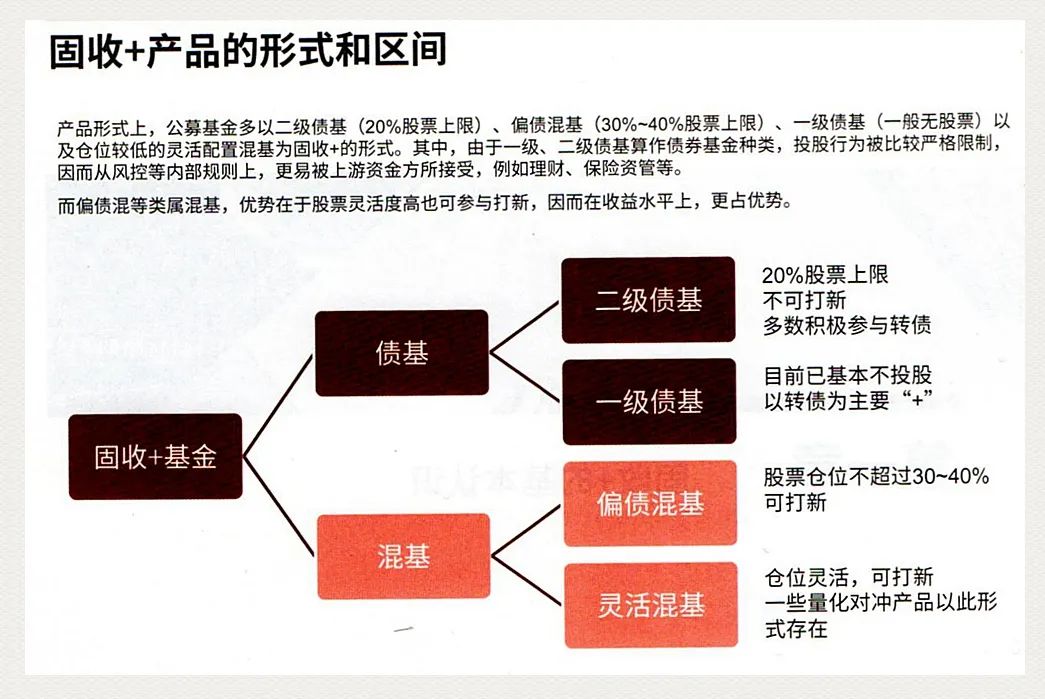 固收+产品的形式和区间
产品形式上，公募基金多以二级债基（20%股票上限）、偏债混基（30%~40%股票上限）、一级债基（一般无股票）以
及仓位较低的灵活配置混基为固收+的形式。其中，由于一级、二级债基算作债券基金种类，投股行为被比较严格限制，
因而从风控等内部规则上，更易被上游资金方所接受，例如理财、保险资管等。
而偏债混等类属混基，优势在于股票灵活度高也可参与打新，因而在收益水平上，更占优势。
固收+基金
债基
混基
二级债基
20%股票上限
不可打新
多数积极参与转债
一级债基
目前已基本不投股
以转债为主要“+”
偏债混基
股票仓位不超过30~40%
可打新
灵活混基
仓位灵活，可打新
一些量化对冲产品以此形
式存在